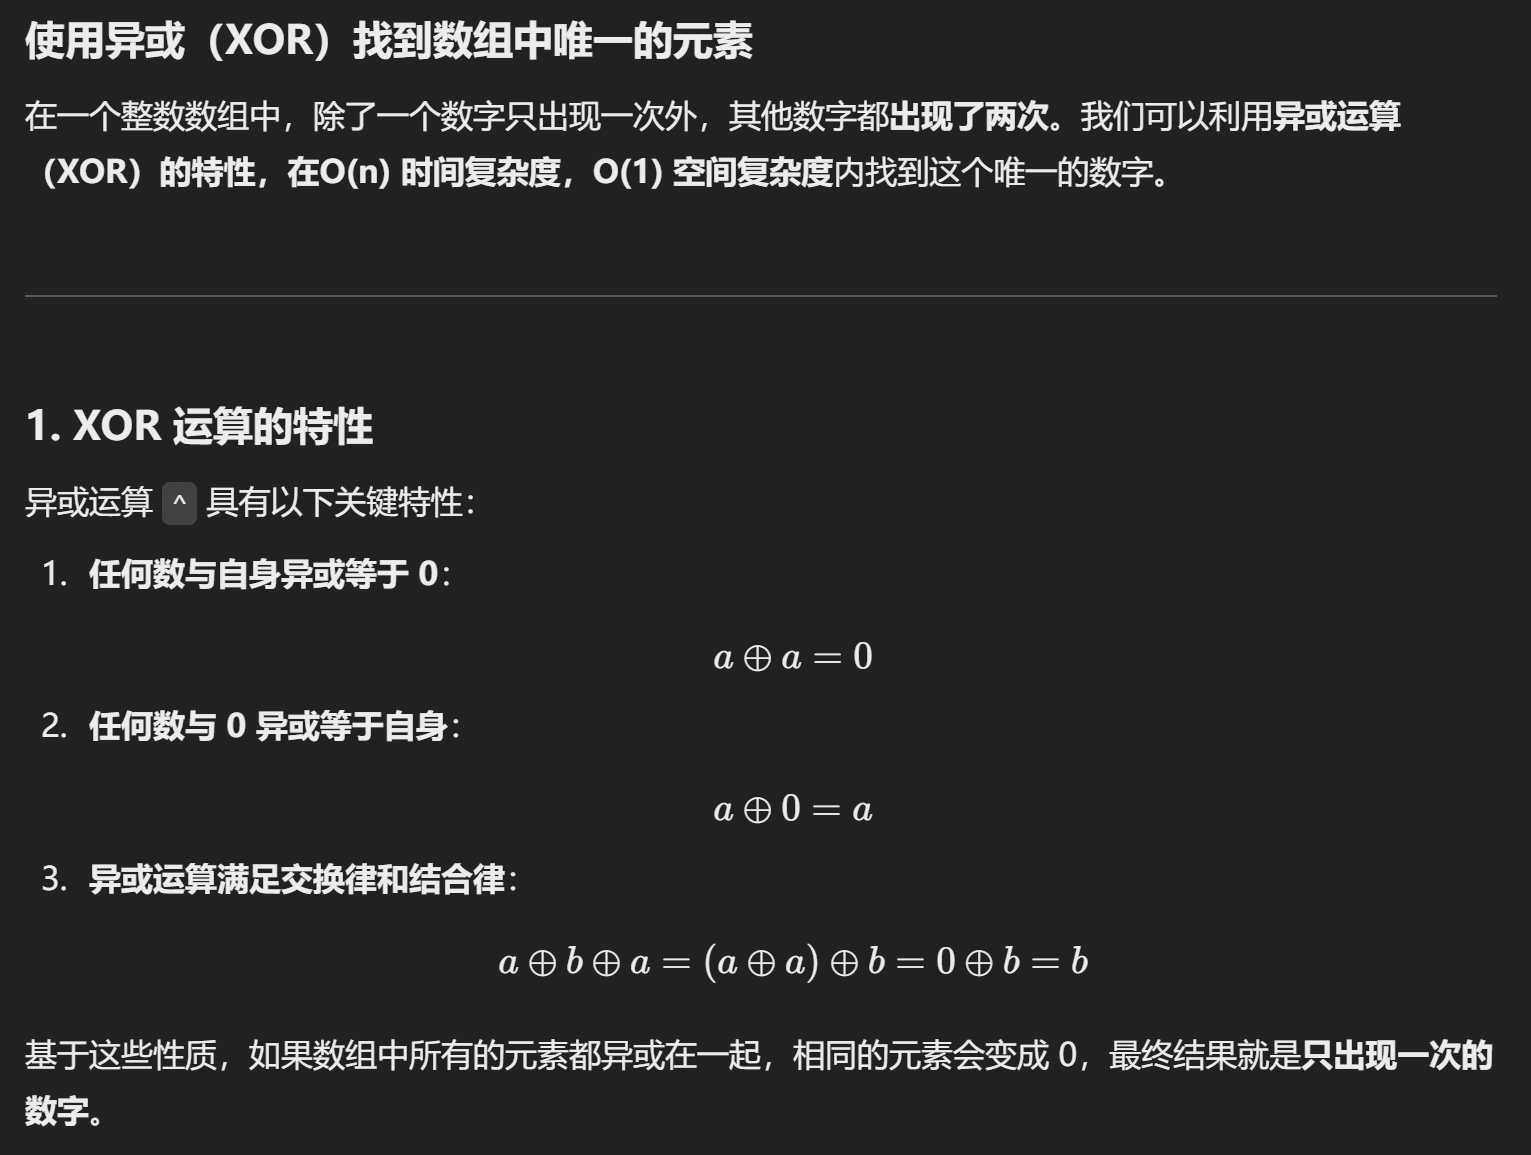 使用异或（XOR）找到数组中唯一的元素
在一个整数数组中，除了一个数字只出现一次外，其他数字都出现了两次。我们可以利用异或运算
（XOR）的特性，在O(n) 时间复杂度，O(1) 空间复杂度内找到这个唯一的数字。
1. XOR 运算的特性
异或运算 ^ 具有以下关键特性：
1. 任何数与自身异或等于 0：
a ⊕ a = 0
2. 任何数与 0 异或等于自身：
a ⊕ 0 = a
3. 异或运算满足交换律和结合律：
a ⊕ b ⊕ a = (a ⊕ a) ⊕ b = 0 ⊕ b = b
基于这些性质，如果数组中所有的元素都异或在一起，相同的元素会变成 0，最终结果就是只出现一次的
数字。